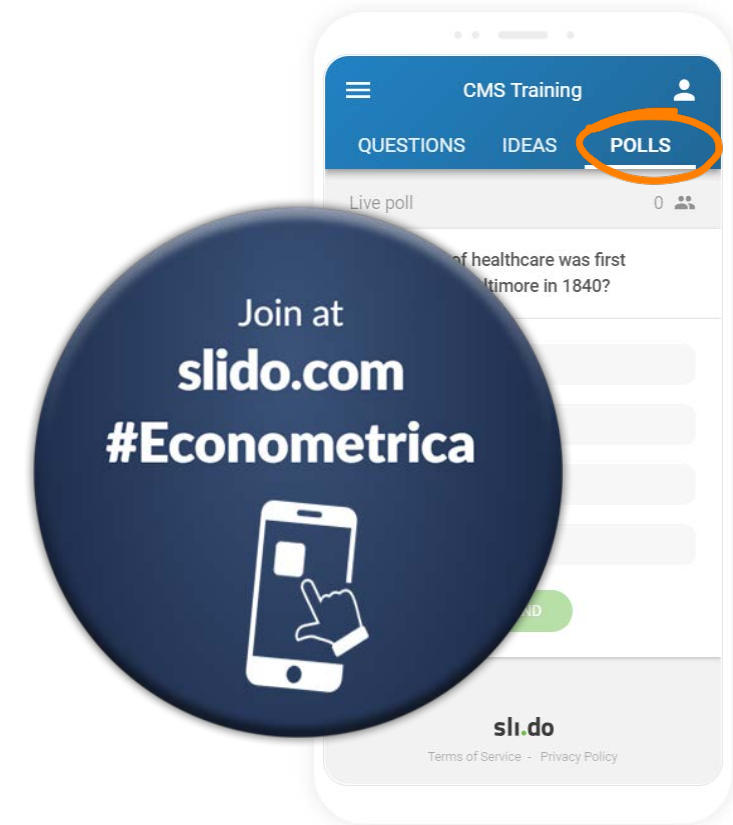 CMS Training
QUESTIONS IDEAS POLLS
Live poll 0
of healthcare was first
ltimore in 1840?
Join at
slido.com
#Econometrica
ND
sli.do
Terms of Service - Privacy Policy